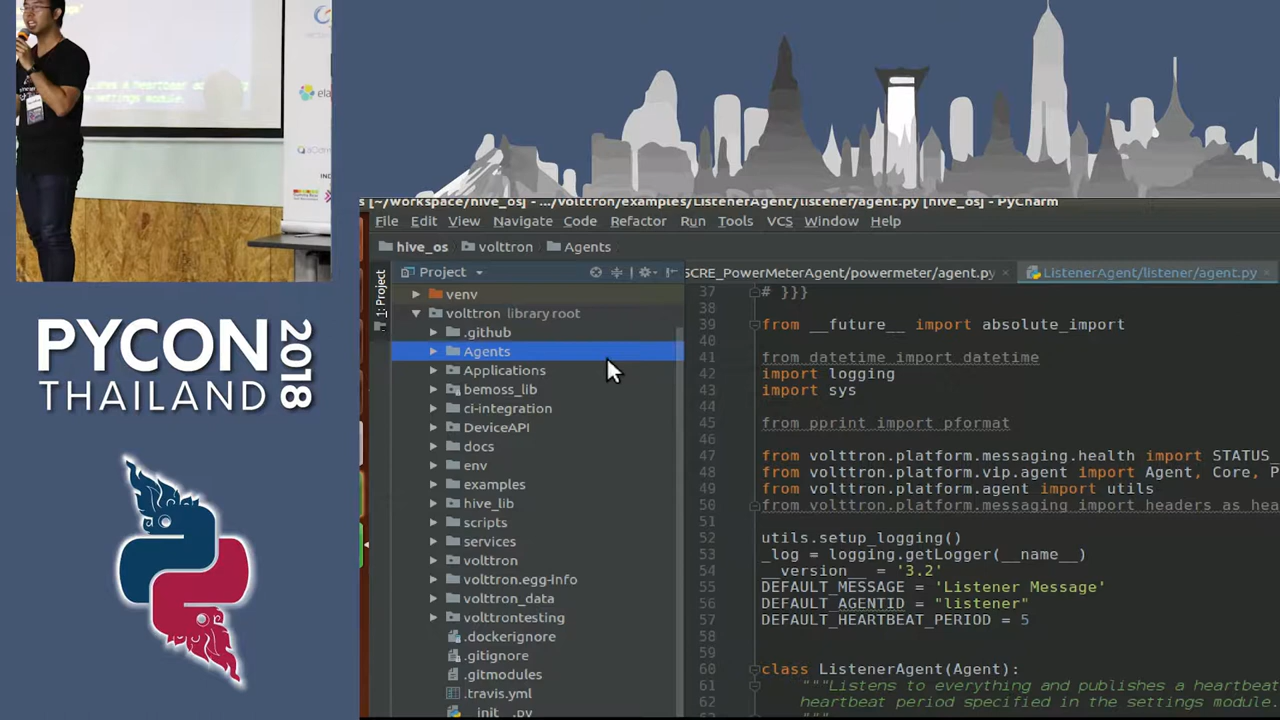 ishes a heartbeat
e settings module.
ela
IND
PYCON
THAILAND
2018
s [~/workspace/hive_os] - .../volttron/examples/ListenerAgent/listener/agent.py [hive_os] - PyCharm
File Edit View Navigate Code Refactor Run Tools VCS Window Help
hive_os volttron Agents
1: Project
Project
SCRE_PowerMeterAgent/powermeter/agent.py
ListenerAgent/listener/agent.py
venv
volttron library root
.github
Agents
Applications
bemoss_lib
ci-integration
DeviceAPI
docs
env
examples
hive_lib
scripts
services
volttron
volttron.egg-info
volttron_data
volttrontesting
.dockerignore
.gitignore
.gitmodules
.travis.yml
__init__.py
37 # }}}
38
39 from __future__ import absolute_import
40
41 from datetime import datetime
42 import logging
43 import sys
44
45 from pprint import pformat
46
47 from volttron.platform.messaging.health import STATUS_
48 from volttron.platform.vip.agent import Agent, Core, P
49 from volttron.platform.agent import utils
50 from volttron.platform.messaging import headers as hea
51
52 utils.setup_logging()
53 _log = logging.getLogger(__name__)
54 __version__ = '3.2'
55 DEFAULT_MESSAGE = 'Listener Message'
56 DEFAULT_AGENTID = "listener"
57 DEFAULT_HEARTBEAT_PERIOD = 5
58
59
60 class ListenerAgent(Agent):
61 """Listens to everything and publishes a heartbeat
62 heartbeat period specified in the settings module.
"""